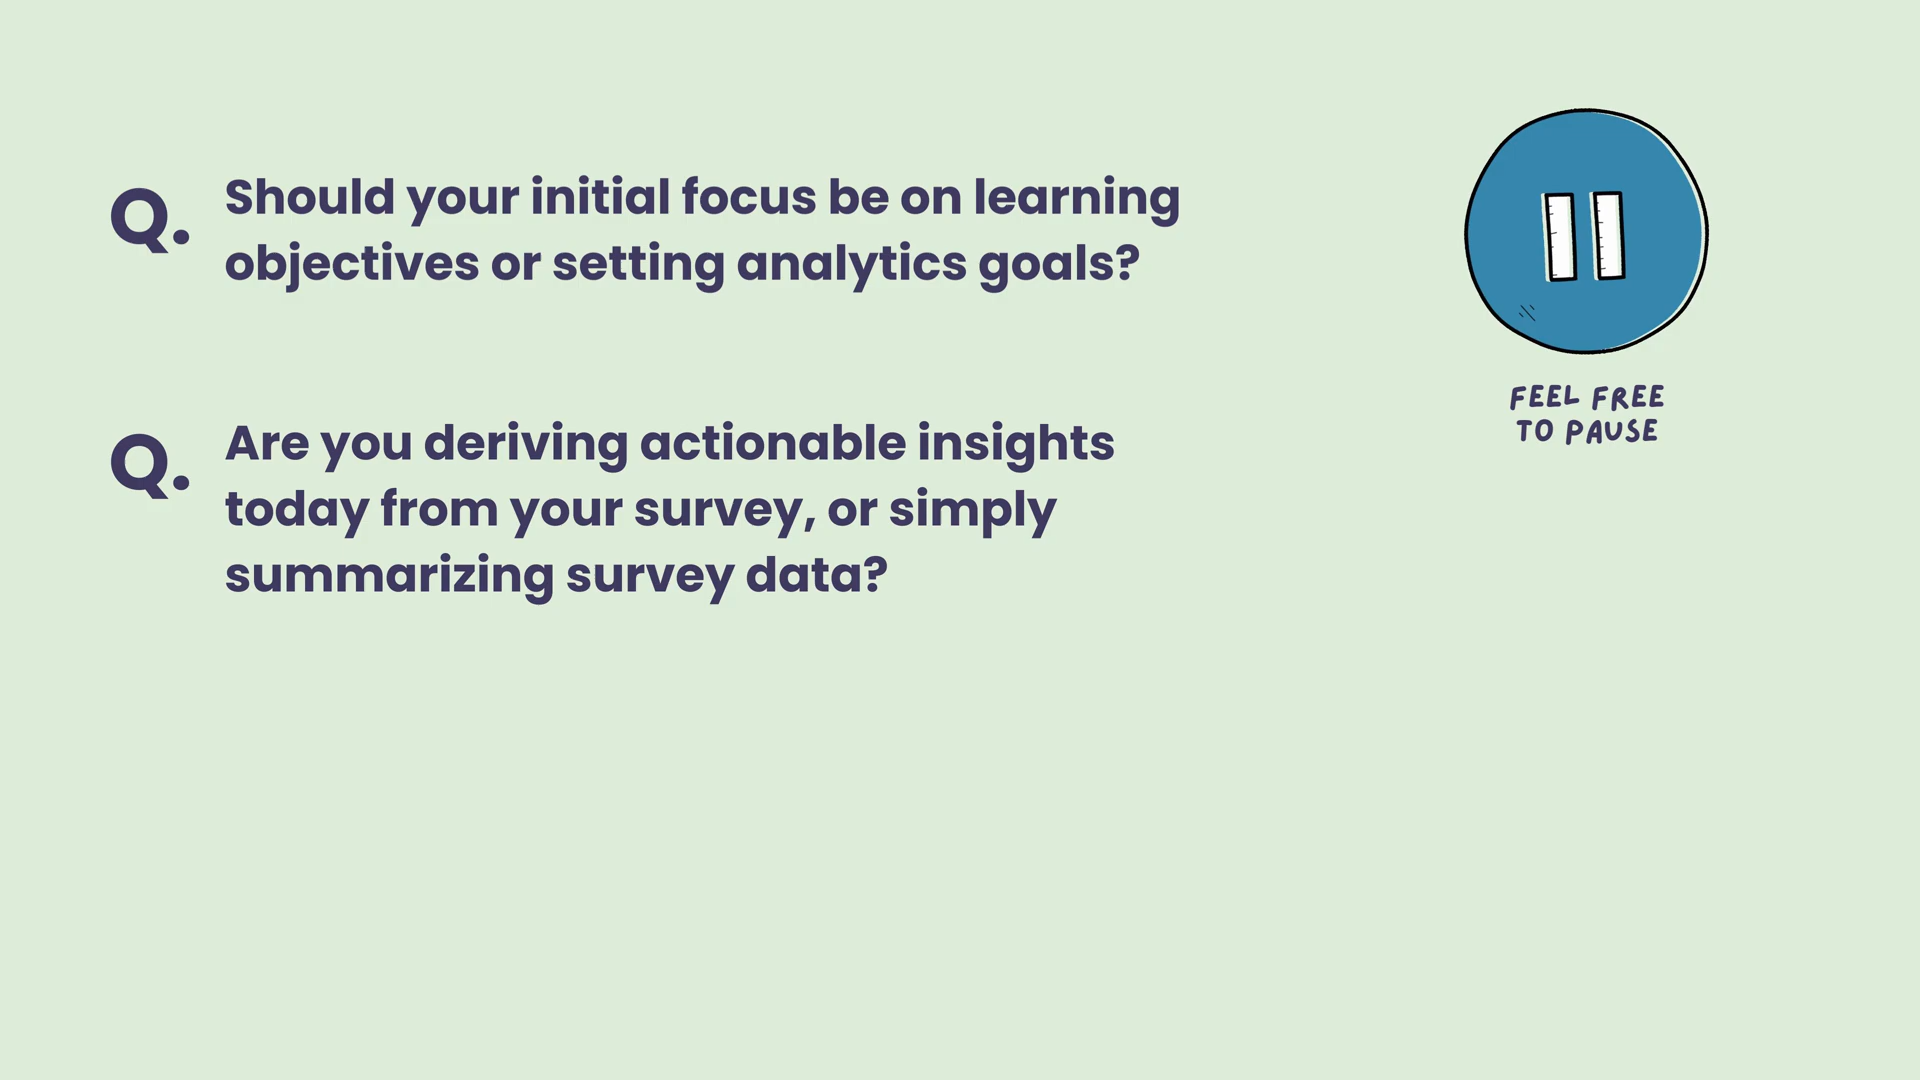 Q. Should your initial focus be on learning
objectives or setting analytics goals?
Q. Are you deriving actionable insights
today from your survey, or simply
summarizing survey data?
FEEL FREE
TO PAUSE